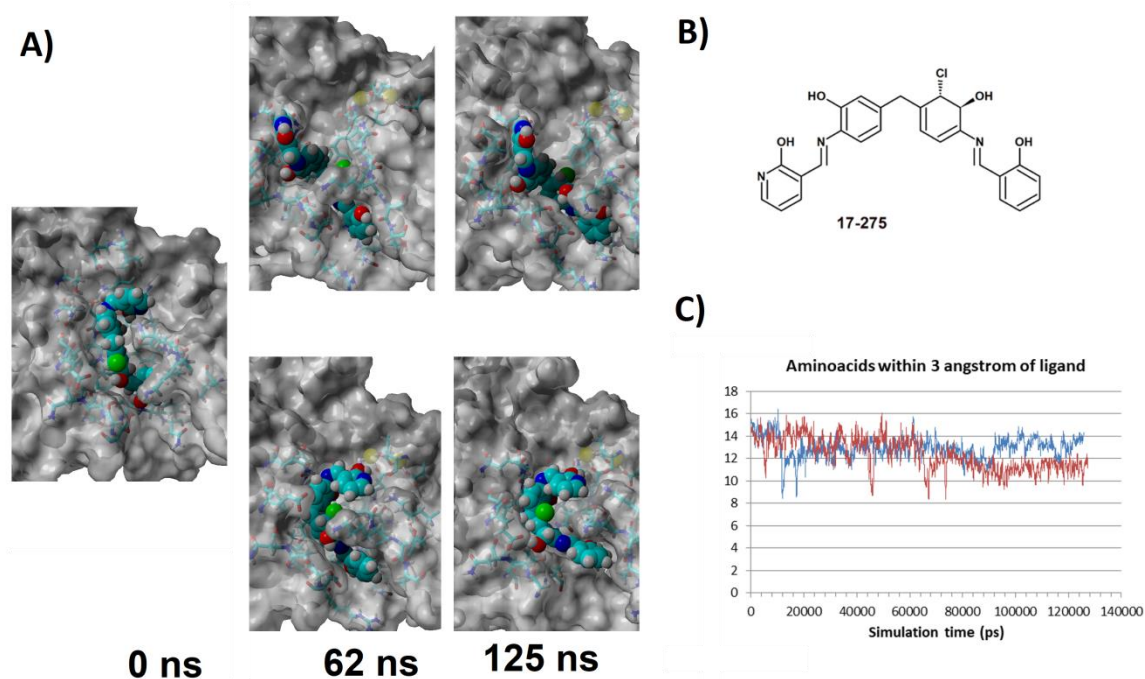 A)
0 ns
62 ns
125 ns
B)
Cl
HO
OH
OH
N
N
OH
N
17-275
C)
Aminoacids within 3 angstrom of ligand
18
16
14
12
10
8
6
4
2
0
0 20000 40000 60000 80000 100000 120000 140000
Simulation time (ps)